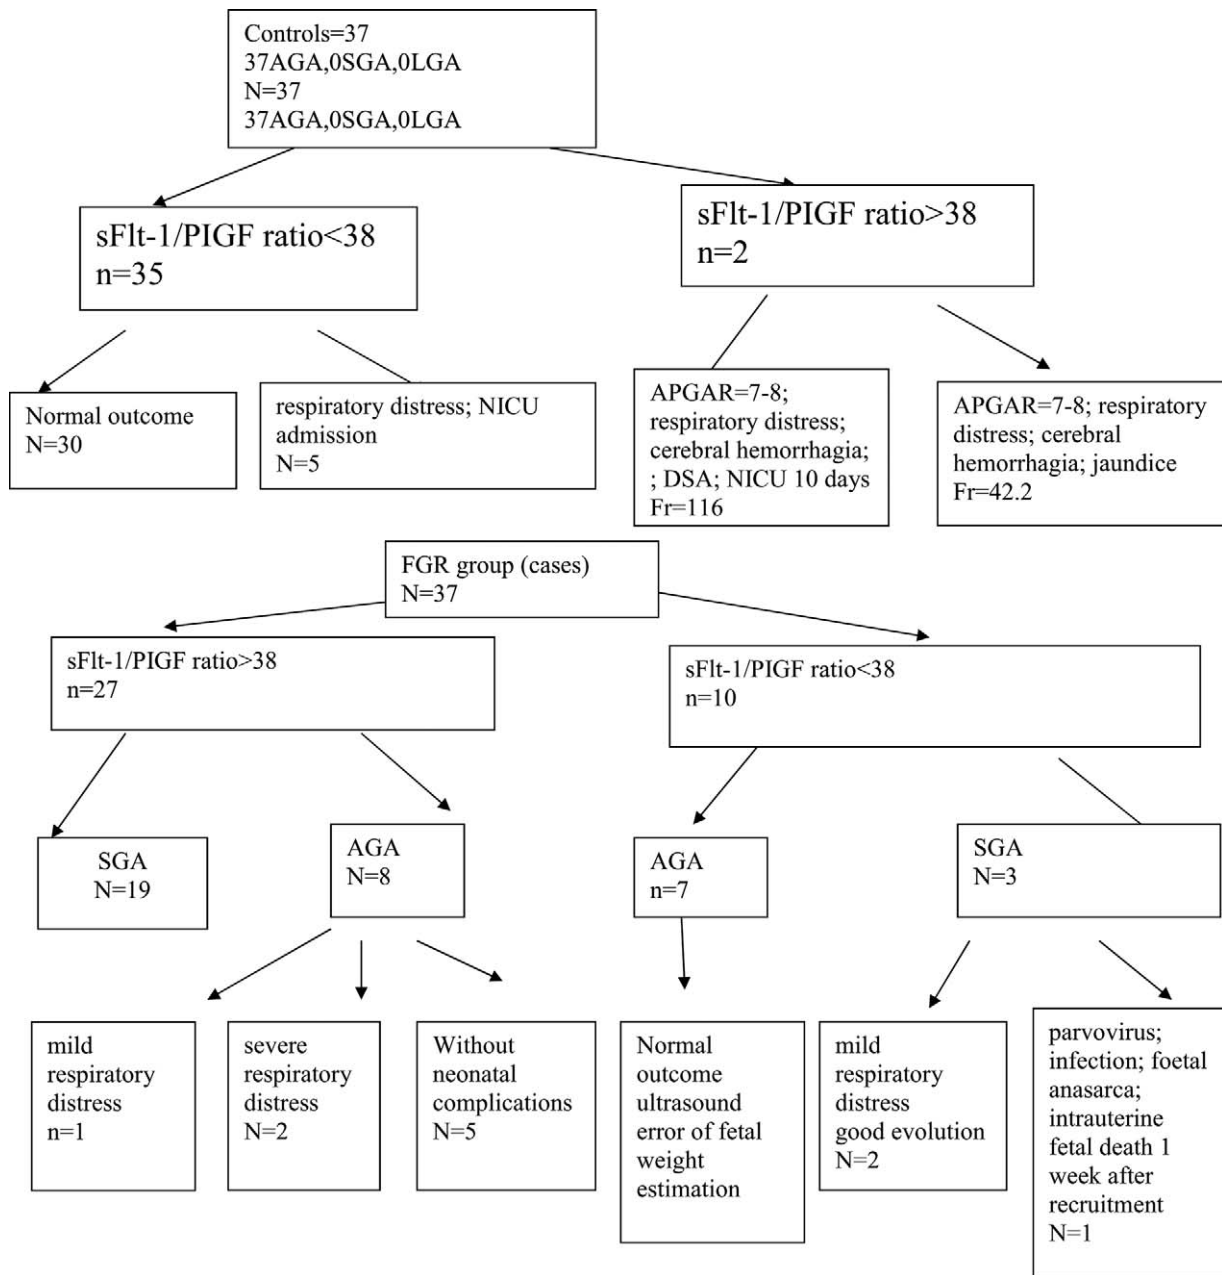 Controls=37
37AGA,0SGA,0LGA
N=37
37AGA,0SGA,0LGA
sFlt-1/PIGF ratio<38
n=35
sFlt-1/PIGF ratio>38
n=2
Normal outcome
N=30
respiratory distress; NICU
admission
N=5
APGAR=7-8;
respiratory distress;
cerebral hemorrhagia;
; DSA; NICU 10 days
Fr=116
APGAR=7-8; respiratory
distress; cerebral
hemorrhagia; jaundice
Fr=42.2
FGR group (cases)
N=37
sFlt-1/PIGF ratio>38
n=27
sFlt-1/PIGF ratio<38
n=10
SGA
N=19
AGA
N=8
AGA
n=7
SGA
N=3
mild
respiratory
distress
n=1
severe
respiratory
distress
N=2
Without
neonatal
complications
N=5
Normal
outcome
ultrasound
error of fetal
weight
estimation
mild
respiratory
distress
good evolution
N=2
parvovirus;
infection; foetal
anasarca;
intrauterine
fetal death 1
week after
recruitment
N=1